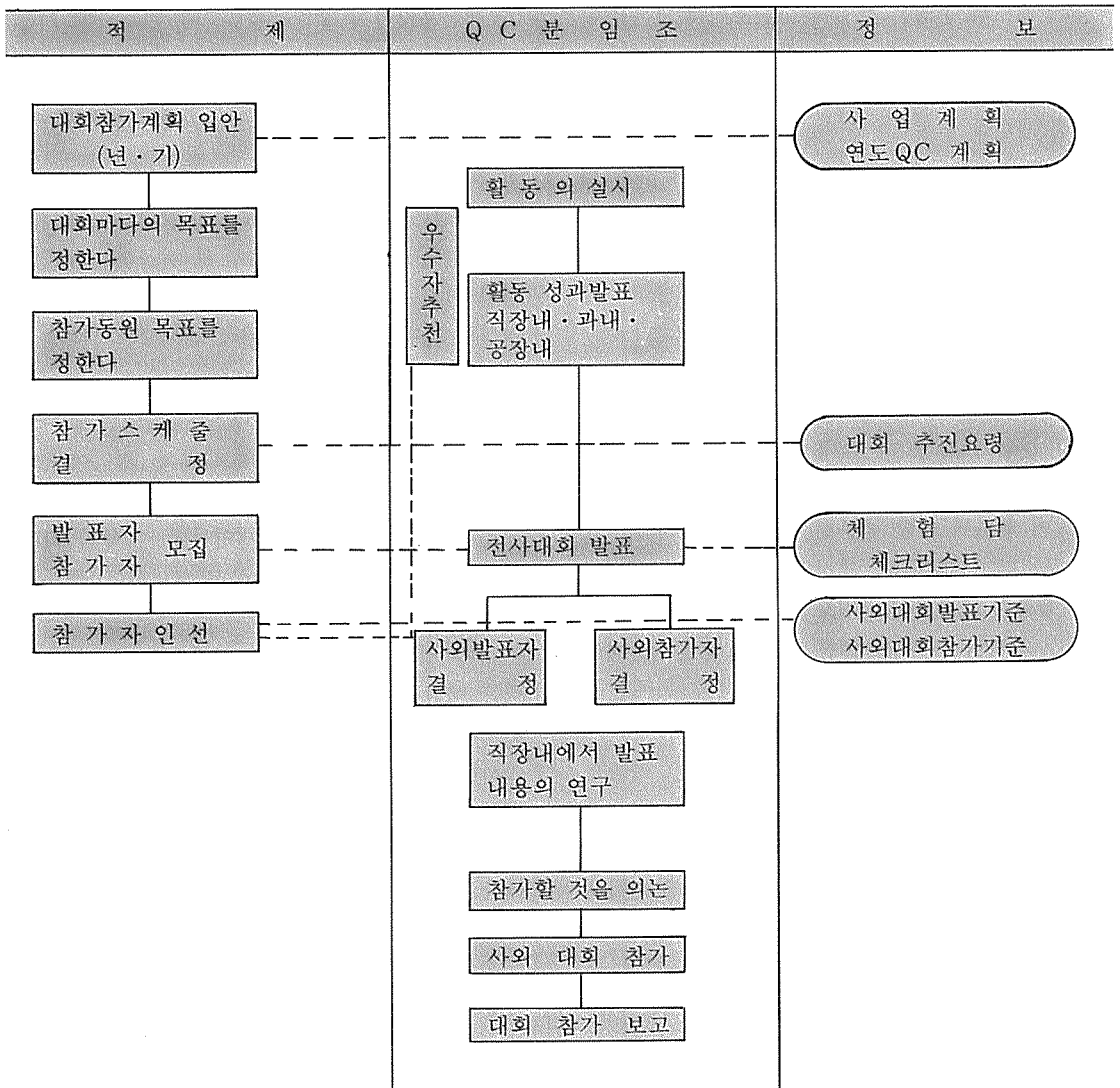 적 제
QC 분 임 조
정 보
대회참가계획 입안
(년·기)
대회마다의 목표를
정한다
참가동원 목표를
정한다
참 가 스 케 줄
결 정
발 표 자
참 가 자
모집
참 가 자 인 선
우수자추천
활 동 의 실 시
활동 성과발표
직장내·과내·
공장내
전사대회 발표
사외발표자
결 정
사외참가자
결 정
직장내에서 발표
내용의 연구
참가할 것을 의논
사외 대회 참가
대회 참가 보고
사 업 계 획
연도QC 계 획
대회 추진요령
체 험 담
체크리스트
사외대회발표기준
사외대회참가기준